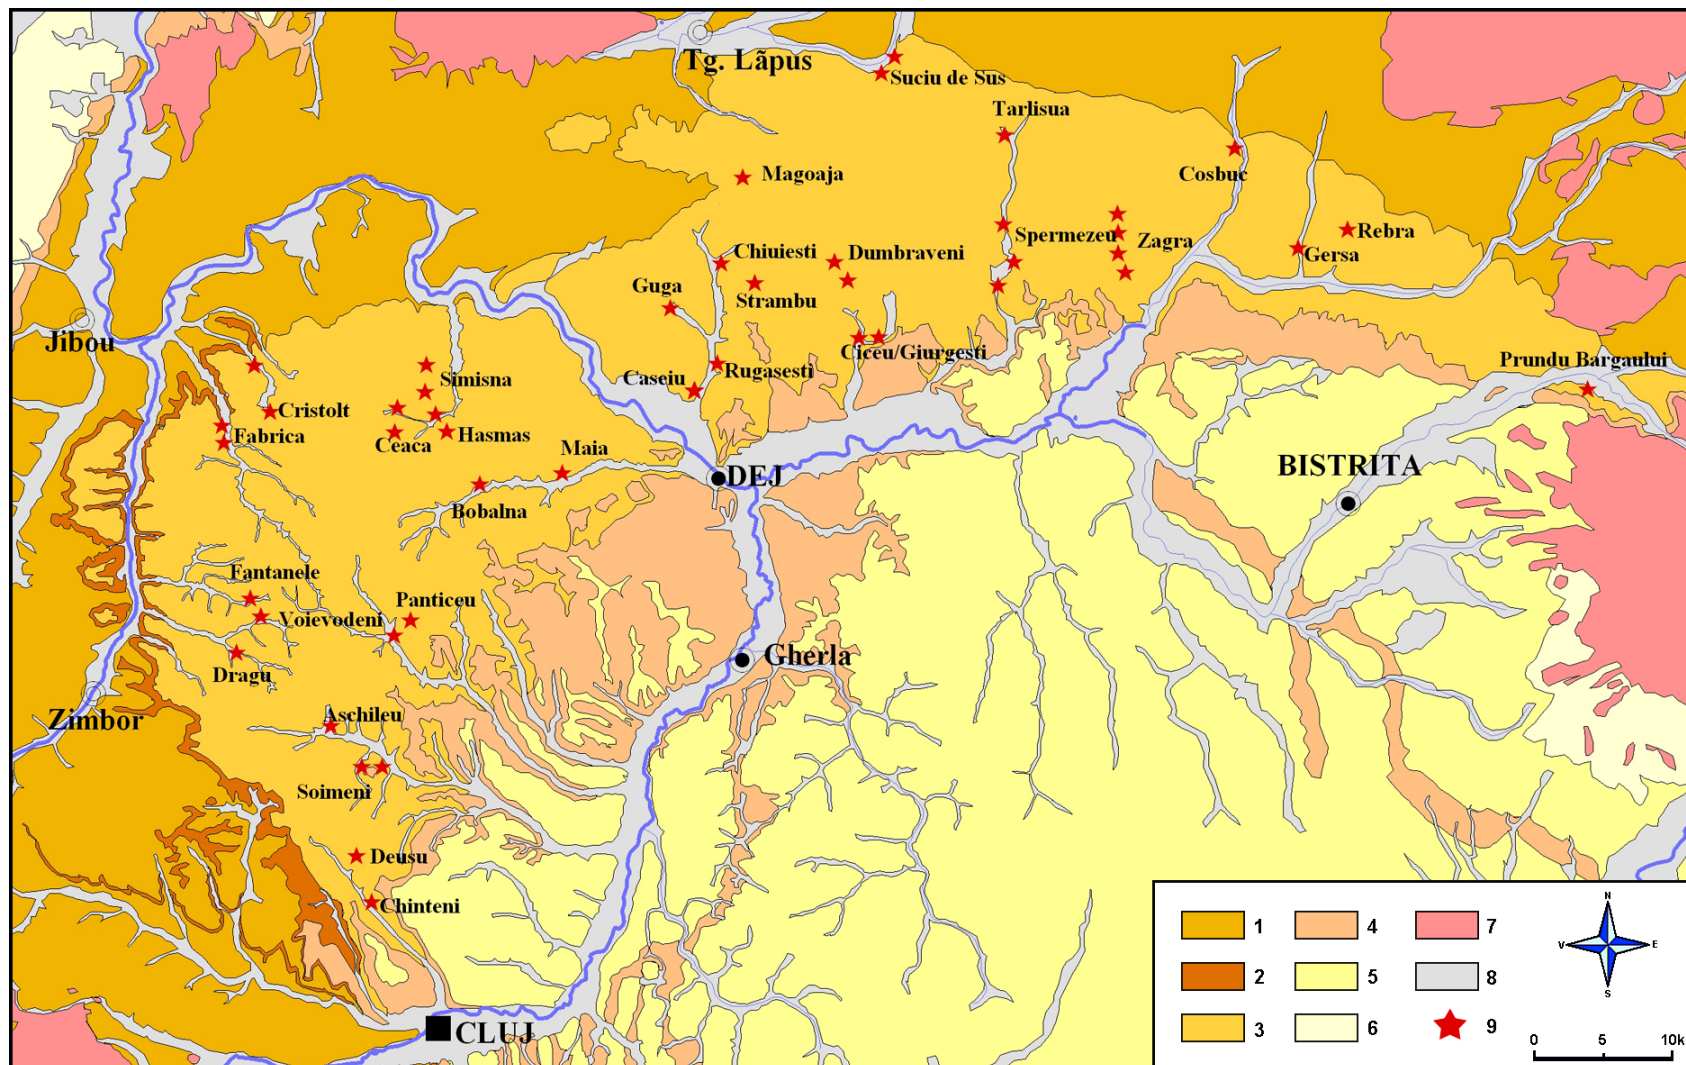 Tg. Lãpus
Suciu de Sus
Tarlisua
Magoaja
Cosbuc
Rebra
Spermezeu
Zagra
Gersa
Chiuiesti
Dumbraveni
Guga
Strambu
Jibou
Ciceu/Giurgesti
Prundu Bargaului
Rugasesti
Caseiu
Simisna
Cristolt
Fabrica
Ceaca
Hasmas
Maia
DEJ
BISTRITA
Bobalna
Fantanele
Panticeu
Voievodeni
Gherla
Dragu
Zimbor
Aschileu
Soimeni
Deusu
Chinteni
CLUJ
1 4 7
2 5 8
3 6 9
N
V E
S
0 5 10k